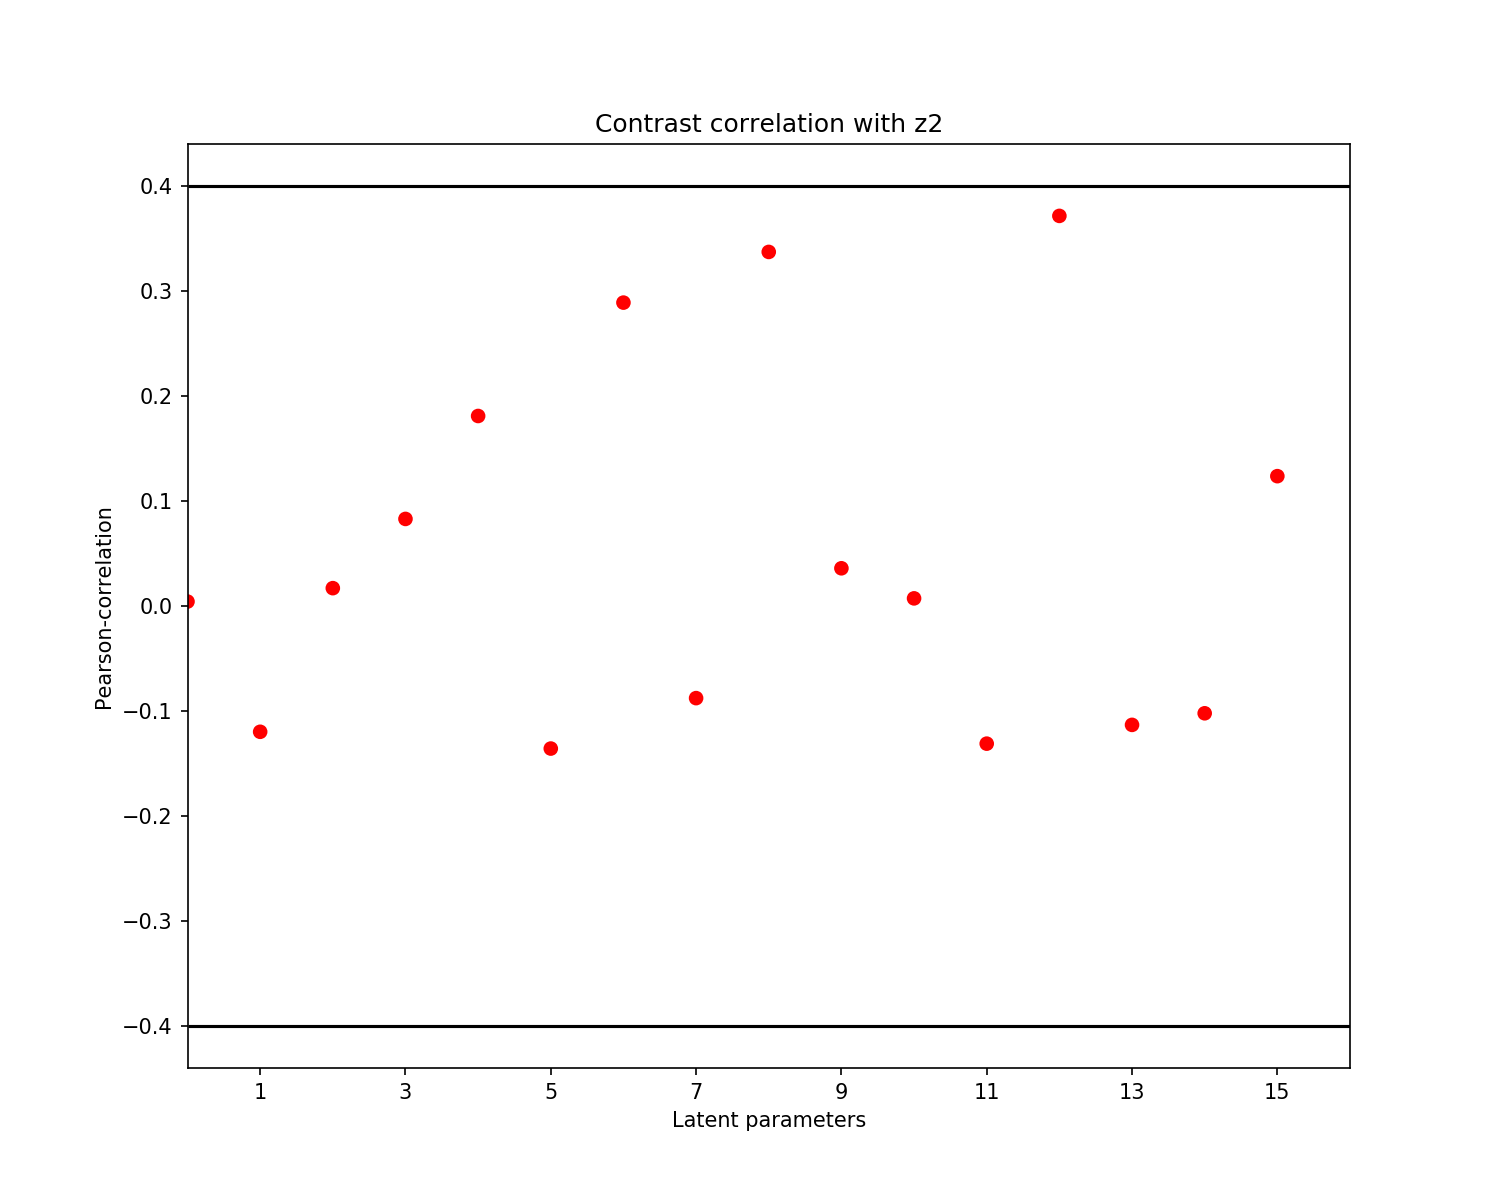 Contrast correlation with z2
0.4
0.3
0.2
0.1
0.0
−0.1
−0.2
−0.3
−0.4
Pearson-correlation
1 3 5 7 9 11 13 15
Latent parameters